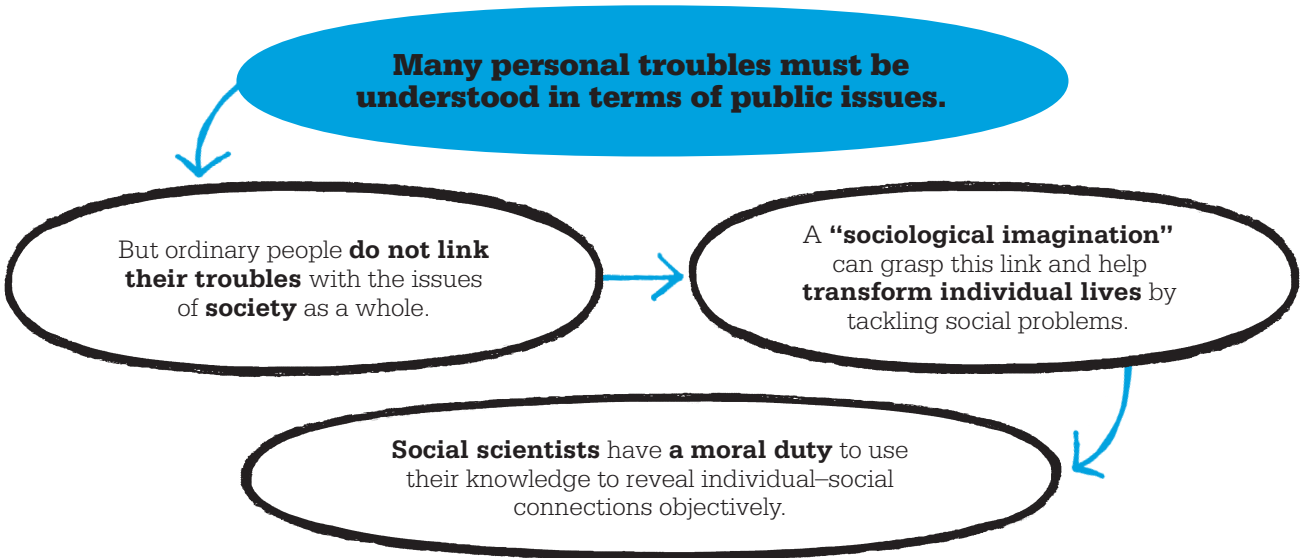 Many personal troubles must be
understood in terms of public issues.
But ordinary people do not link
their troubles with the issues
of society as a whole.
A “sociological imagination”
can grasp this link and help
transform individual lives by
tackling social problems.
Social scientists have a moral duty to use
their knowledge to reveal individual–social
connections objectively.